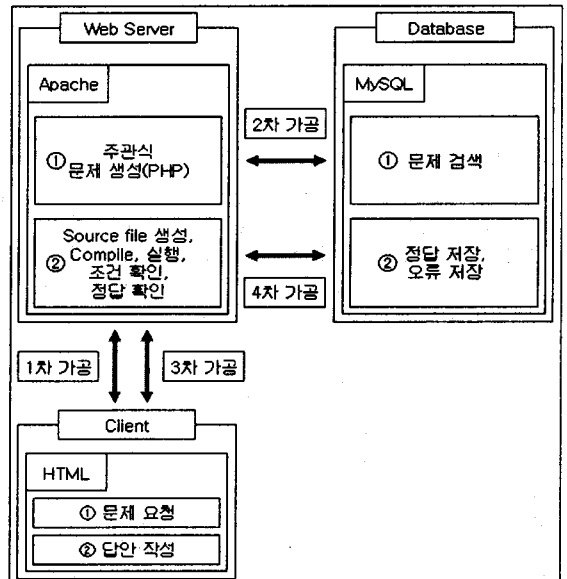 Web Server
Database
Apache
MySQL
① 주관식
문제 생성(PHP)
2차 가공
① 문제 검색
② Source file 생성,
Compile, 실행,
조건 확인,
정답 확인
4차 가공
② 정답 저장,
오류 저장
1차 가공
3차 가공
Client
HTML
① 문제 요청
② 답안 작성